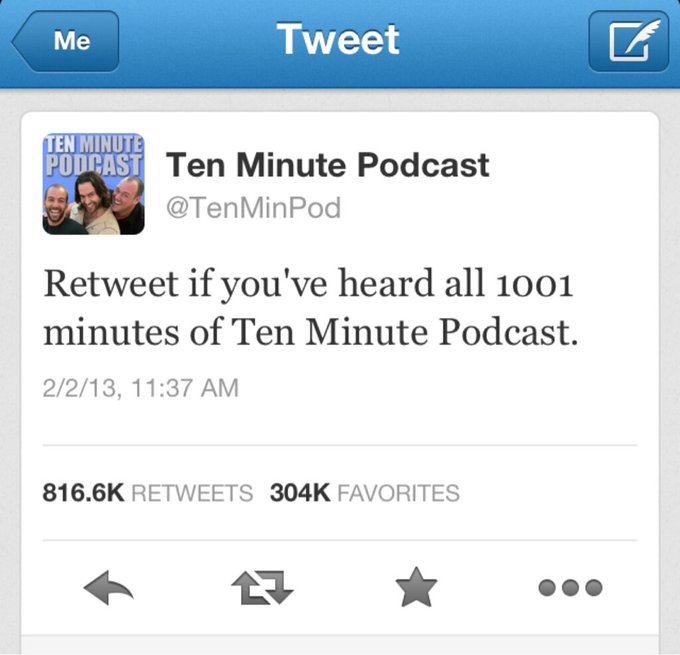 Me
Tweet
TEN MINUTE
PODCAST
Ten Minute Podcast
@TenMinPod
Retweet if you've heard all 1001
minutes of Ten Minute Podcast.
2/2/13, 11:37 AM
816.6K RETWEETS 304K FAVORITES